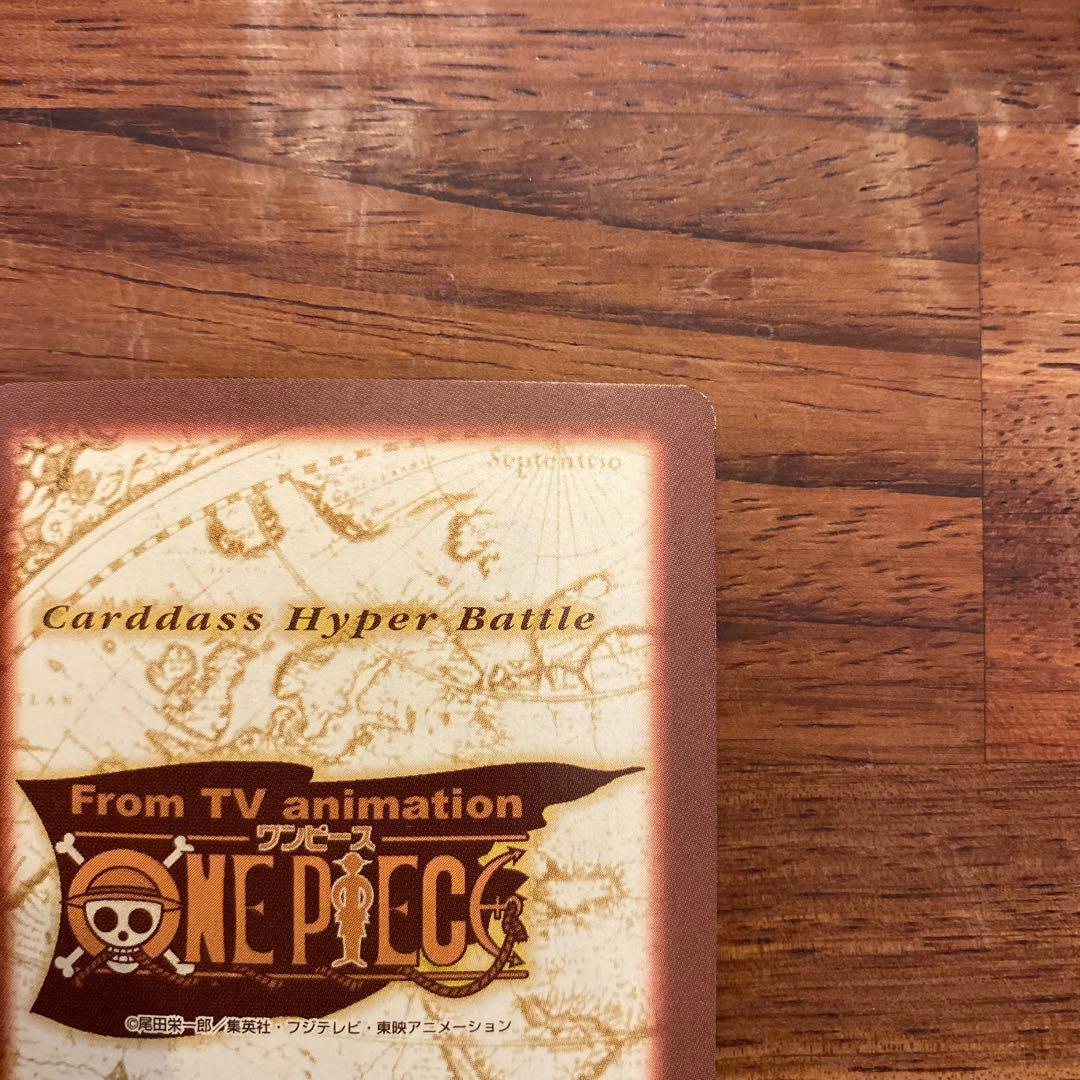 Septentrio
Carddass Hyper Battle
TLAN
From TV animation
ワンピース
ONE PIECE
©尾田栄一郎/集英社・フジテレビ・東映アニメーション